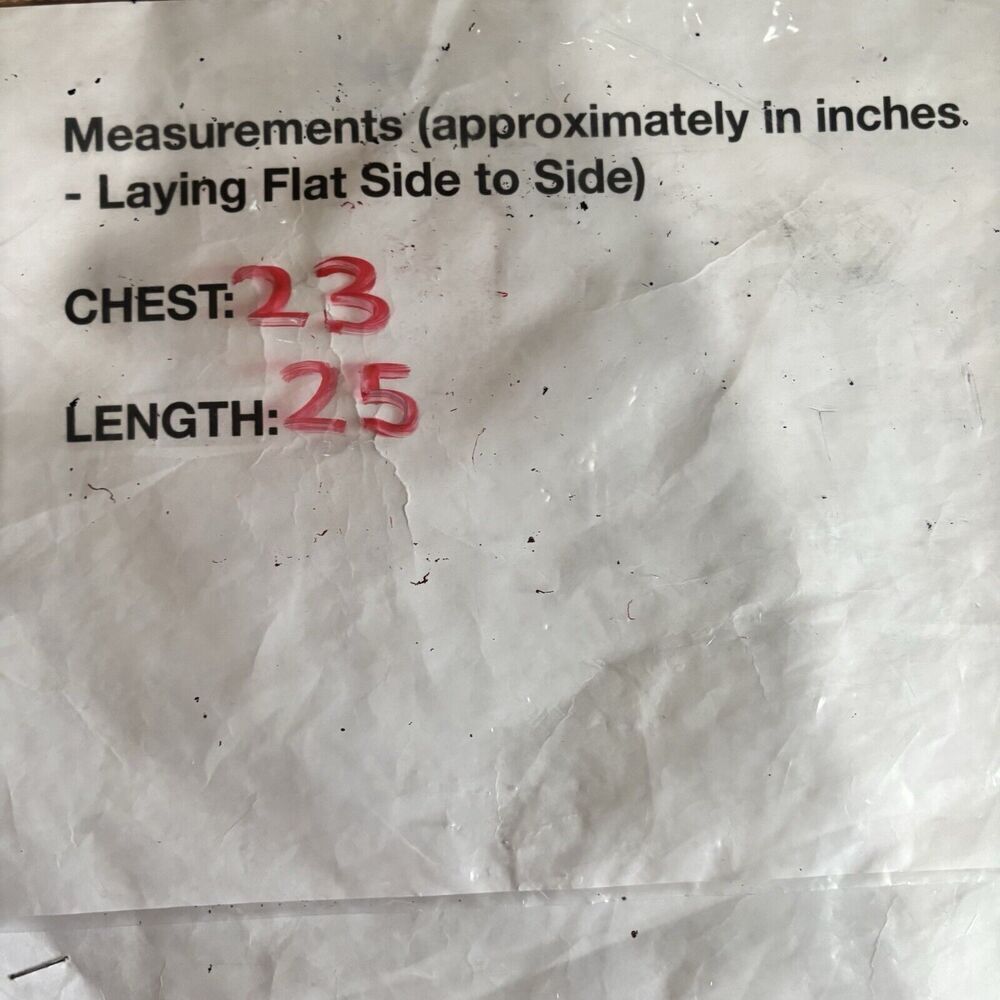 Measurements (approximately in inches.
- Laying Flat Side to Side)
CHEST: 23
LENGTH: 25